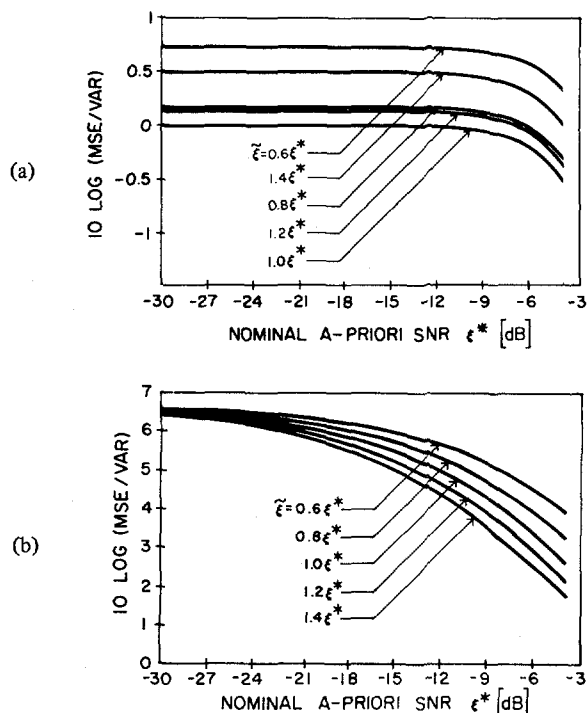 (a)
10 LOG (MSE/VAR)
1
0.5
0
-0.5
-1
ξ̃=0.6ξ*
1.4ξ*
0.8ξ*
1.2ξ*
1.0ξ*
-30 -27 -24 -21 -18 -15 -12 -9 -6 -3
NOMINAL A-PRIORI SNR ξ* [dB]
(b)
10 LOG (MSE/VAR)
7
6
5
4
3
2
1
0
ξ̃=0.6ξ*
0.8ξ*
1.0ξ*
1.2ξ*
1.4ξ*
-30 -27 -24 -21 -18 -15 -12 -9 -6 -3
NOMINAL A-PRIORI SNR ξ* [dB]